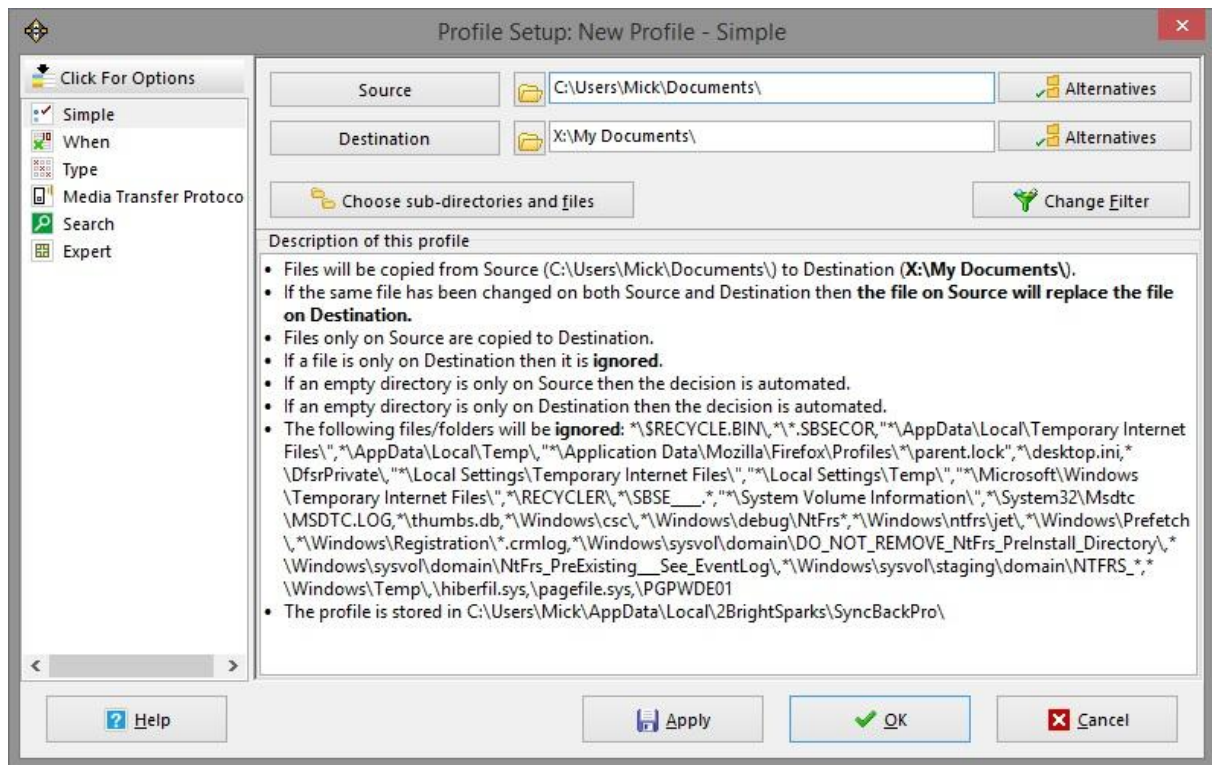 Profile Setup: New Profile - Simple
Click For Options
Simple
When
Type
Media Transfer Protoco
Search
Expert
Source
C:\Users\Mick\Documents\
Alternatives
Destination
X:\My Documents\
Alternatives
Choose sub-directories and files
Change Filter
Description of this profile
• Files will be copied from Source (C:\Users\Mick\Documents\) to Destination (X:\My Documents\).
• If the same file has been changed on both Source and Destination then the file on Source will replace the file
on Destination.
• Files only on Source are copied to Destination.
• If a file is only on Destination then it is ignored.
• If an empty directory is only on Source then the decision is automated.
• If an empty directory is only on Destination then the decision is automated.
• The following files/folders will be ignored: *\$RECYCLE.BIN\,*\*.SBSECOR,"*\AppData\Local\Temporary Internet
Files\",*\AppData\Local\Temp\,"*\Application Data\Mozilla\Firefox\Profiles\*\parent.lock",*\desktop.ini,*
\DfsrPrivate\,"*\Local Settings\Temporary Internet Files\","*\Local Settings\Temp\","*\Microsoft\Windows
\Temporary Internet Files\",*\RECYCLER\,*\SBSE___.*,"*\System Volume Information\",*\System32\Msdtc
\MSDTC.LOG,*\thumbs.db,*\Windows\csc\,*\Windows\debug\NtFrs*,*\Windows\ntfrs\jet\,*\Windows\Prefetch
\,*\Windows\Registration\*.crmlog,*\Windows\sysvol\domain\DO_NOT_REMOVE_NtFrs_PreInstall_Directory\,*
\Windows\sysvol\domain\NtFrs_PreExisting___See_EventLog\,*\Windows\sysvol\staging\domain\NTFRS_*,*
\Windows\Temp\,\hiberfil.sys,\pagefile.sys,\PGPWDE01
• The profile is stored in C:\Users\Mick\AppData\Local\2BrightSparks\SyncBackPro\
Help
Apply
OK
Cancel